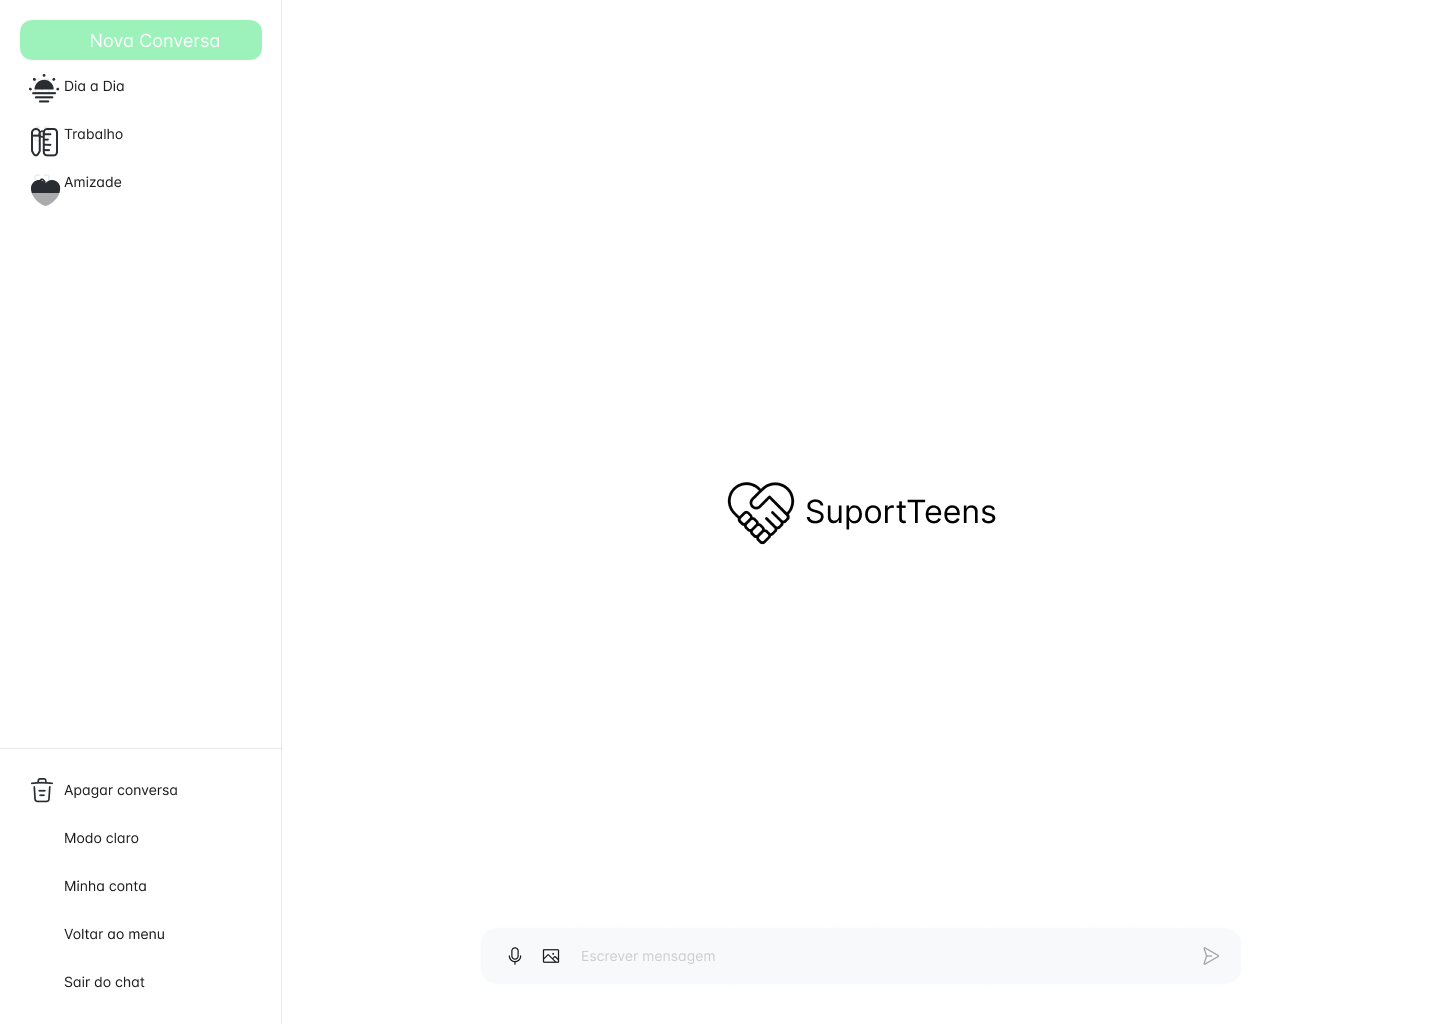 Nova Conversa
Dia a Dia
Trabalho
Amizade
SuportTeens
Apagar conversa
Modo claro
Minha conta
Voltar ao menu
Sair do chat
Escrever mensagem